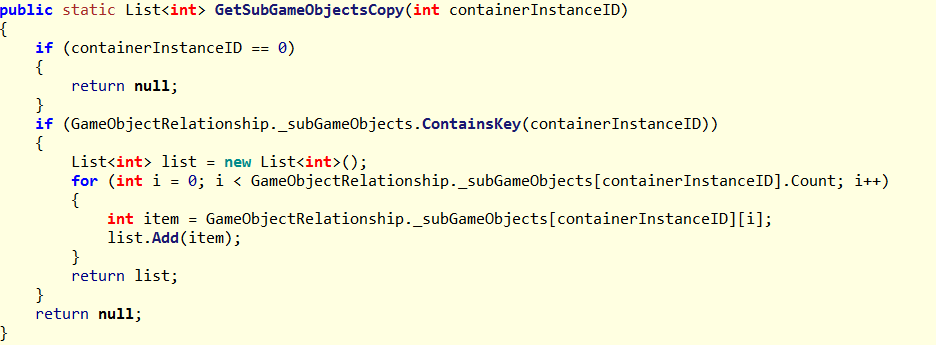 public static List<int> GetSubGameObjectsCopy(int containerInstanceID)
{
    if (containerInstanceID == 0)
    {
        return null;
    }
    if (GameObjectRelationship._subGameObjects.ContainsKey(containerInstanceID))
    {
        List<int> list = new List<int>();
        for (int i = 0; i < GameObjectRelationship._subGameObjects[containerInstanceID].Count; i++)
        {
            int item = GameObjectRelationship._subGameObjects[containerInstanceID][i];
            list.Add(item);
        }
        return list;
    }
    return null;
}